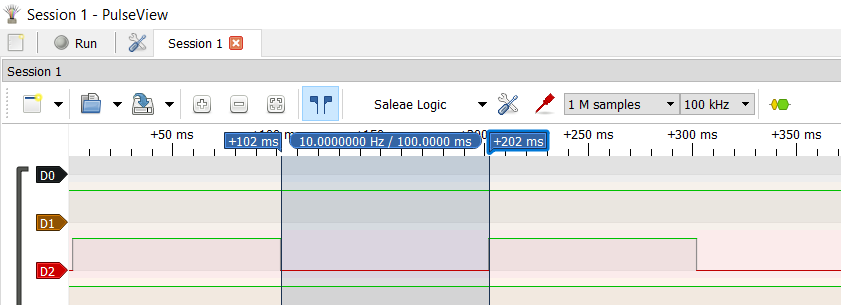 Session 1 - PulseView
Run
Session 1
Session 1
Saleae Logic
1 M samples
100 kHz
+50 ms
+250 ms
+300 ms
+350 ms
+102 ms
10.0000000 Hz / 100.0000 ms
+202 ms
D0
D1
D2